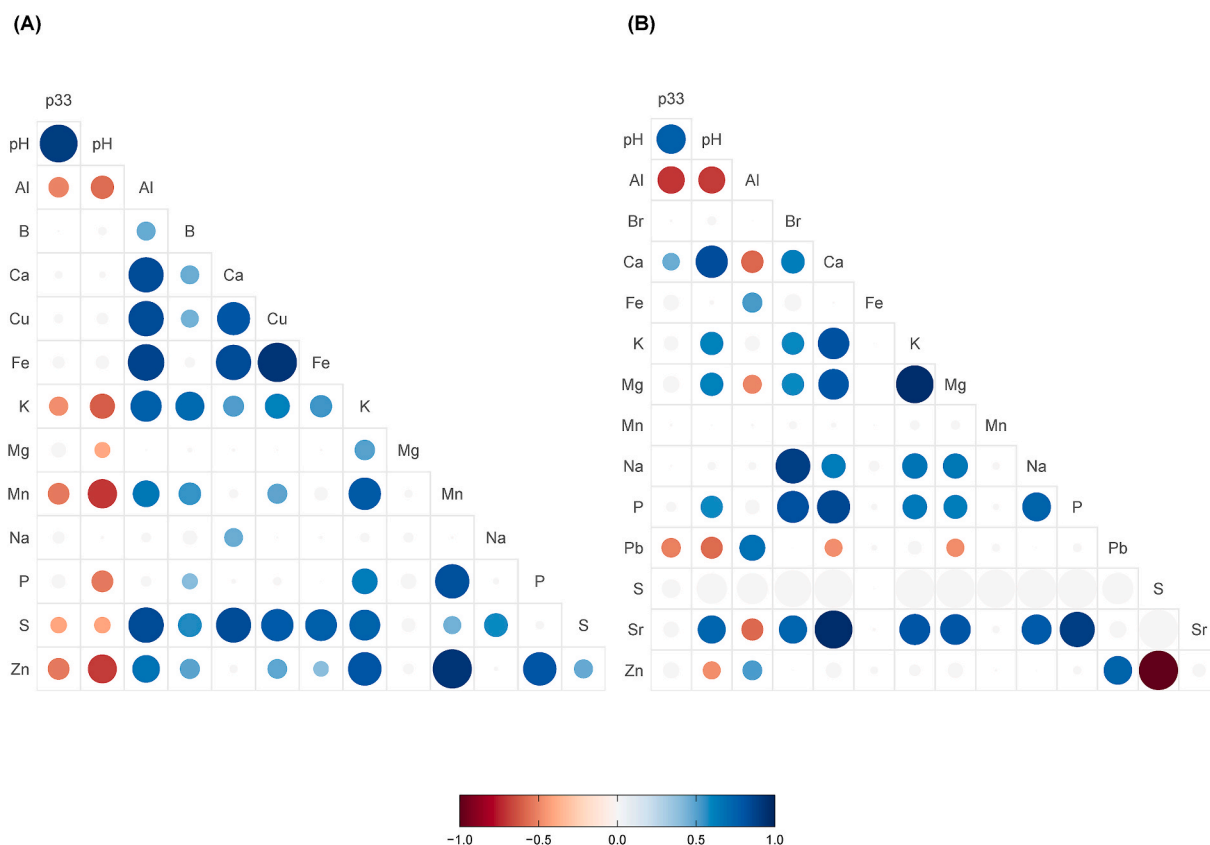 (A)
p33
pH pH
Al Al
B B
Ca Ca
Cu Cu
Fe Fe
K K
Mg Mg
Mn Mn
Na Na
P P
S S
Zn
(B)
p33
pH pH
Al Al
Br Br
Ca Ca
Fe Fe
K K
Mg Mg
Mn Mn
Na Na
P P
Pb Pb
S S
Sr Sr
Zn
−1.0 −0.5 0.0 0.5 1.0